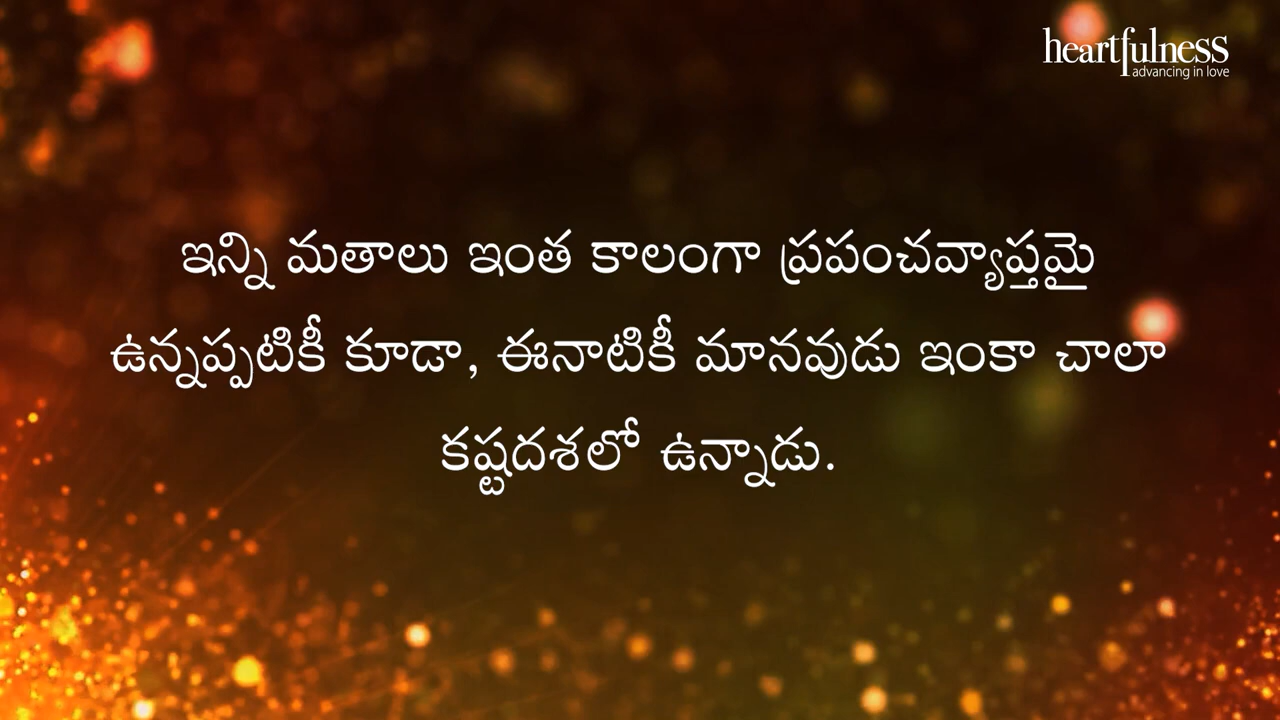 heartfulness
advancing in love
ఇన్ని మతాలు ఇంత కాలంగా ప్రపంచవ్యాప్తమై
ఉన్నప్పటికీ కూడా, ఈనాటికీ మానవుడు ఇంకా చాలా
కష్టదశలో ఉన్నాడు.